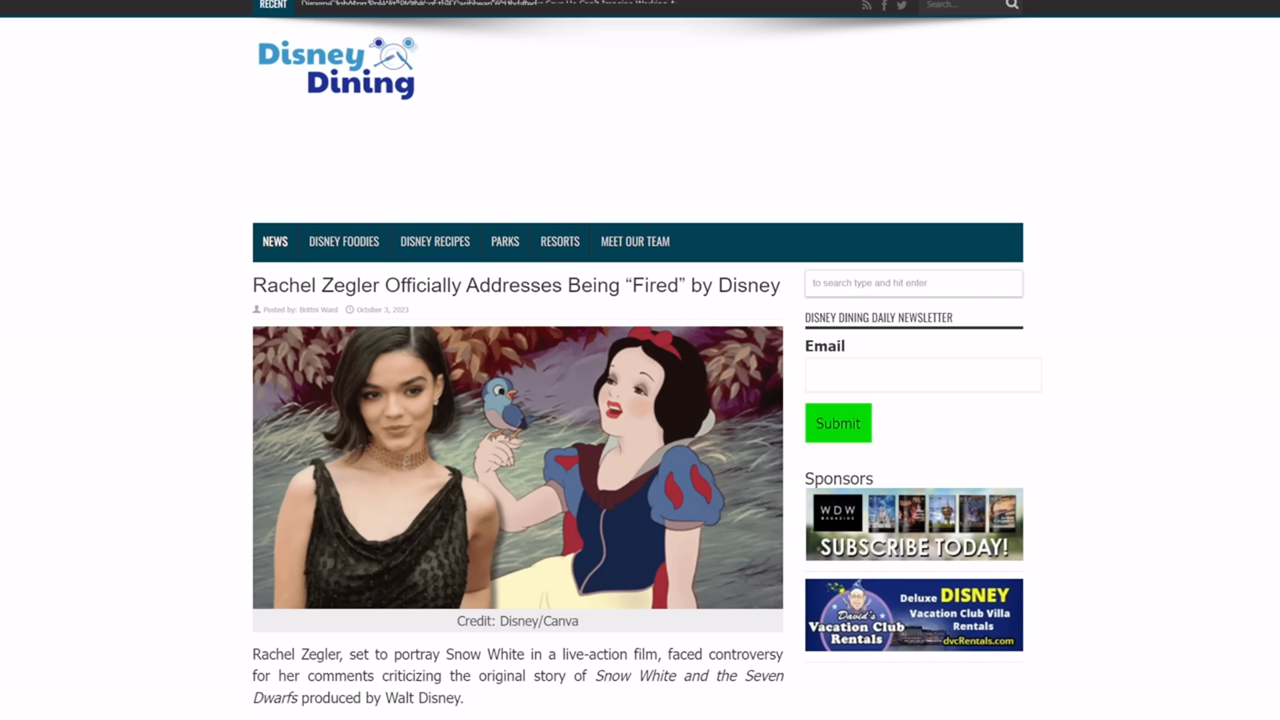 RECENT
Search...
Disney
Dining
NEWS DISNEY FOODIES DISNEY RECIPES PARKS RESORTS MEET OUR TEAM
Rachel Zegler Officially Addresses Being “Fired” by Disney
Posted by: Brittni Ward October 3, 2023
Credit: Disney/Canva
Rachel Zegler, set to portray Snow White in a live-action film, faced controversy
for her comments criticizing the original story of Snow White and the Seven
Dwarfs produced by Walt Disney.
to search type and hit enter
DISNEY DINING DAILY NEWSLETTER
Email
Submit
Sponsors
WDW
MAGAZINE
SUBSCRIBE TODAY!
David's
Vacation Club
Rentals
Deluxe DISNEY
Vacation Club Villa
Rentals
dvcRentals.com